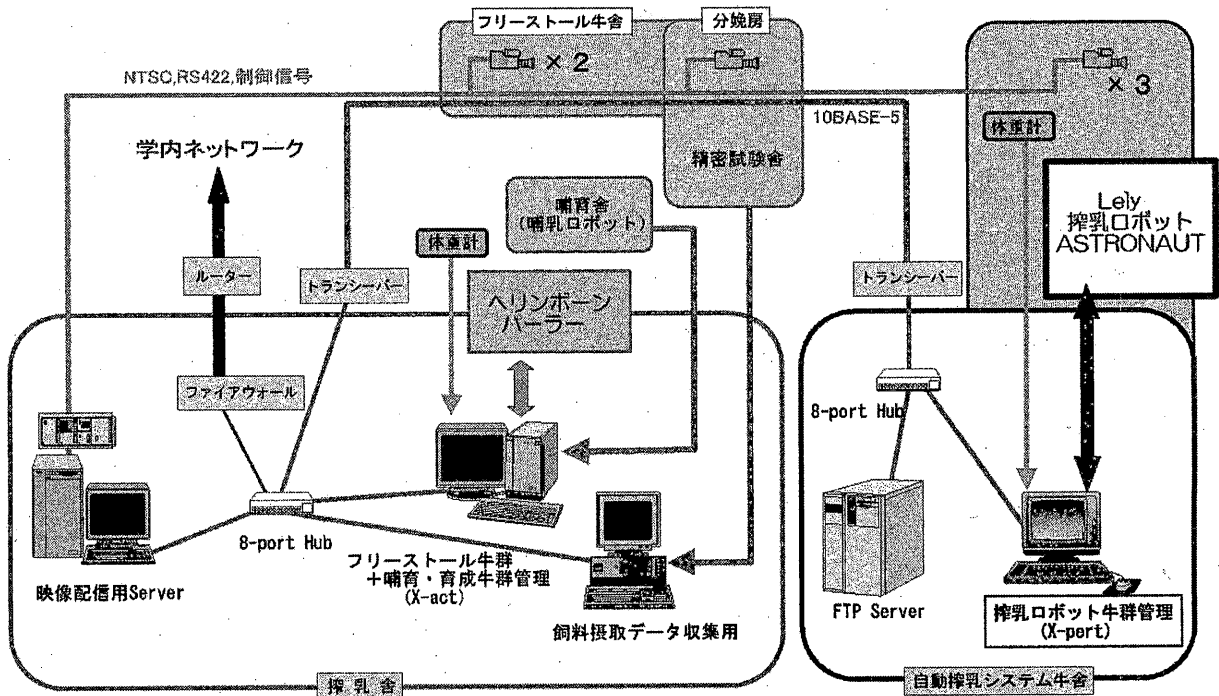 フリーストール牛舎
分娩房
× 2
× 3
NTSC,RS422,制御信号
10BASE-5
体重計
学内ネットワーク
精密試験舎
哺育舎
(哺乳ロボット)
Lely
搾乳ロボット
ASTRONAUT
体重計
ルーター
トランシーバー
トランシーバー
ヘリンボーン
パーラー
ファイアウォール
8-port Hub
8-port Hub
フリーストール牛群
+哺育・育成牛群管理
(X-act)
映像配信用Server
飼料摂取データ収集用
FTP Server
搾乳ロボット牛群管理
(X-pert)
搾乳舎
自動搾乳システム牛舎